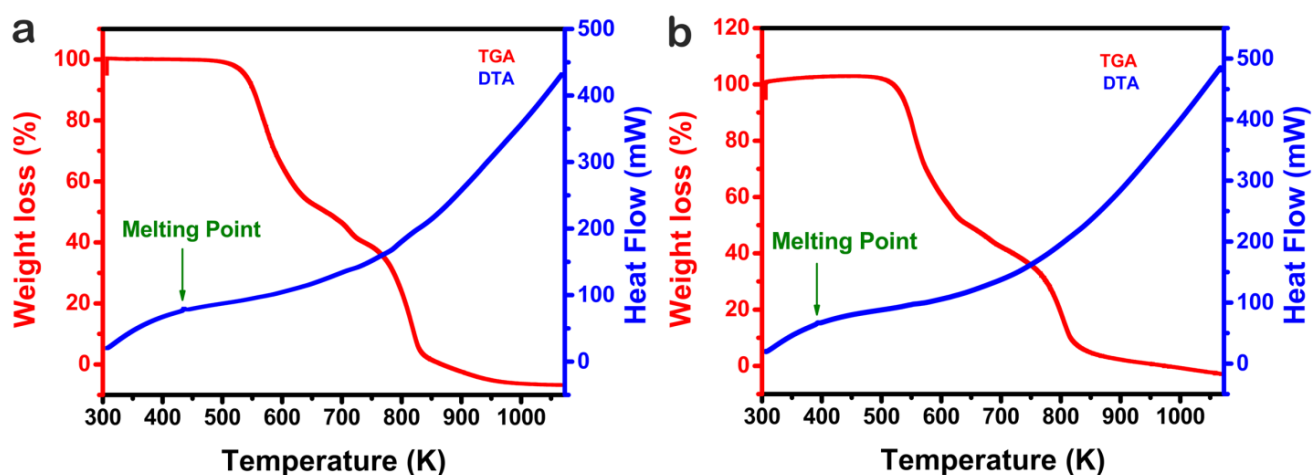 a
TGA
DTA
Melting Point
Weight loss (%)
100
80
60
40
20
0
Heat Flow (mW)
500
400
300
200
100
0
300 400 500 600 700 800 900 1000
Temperature (K)
b
TGA
DTA
Melting Point
Weight loss (%)
120
100
80
60
40
20
0
Heat Flow (mW)
500
400
300
200
100
0
300 400 500 600 700 800 900 1000
Temperature (K)